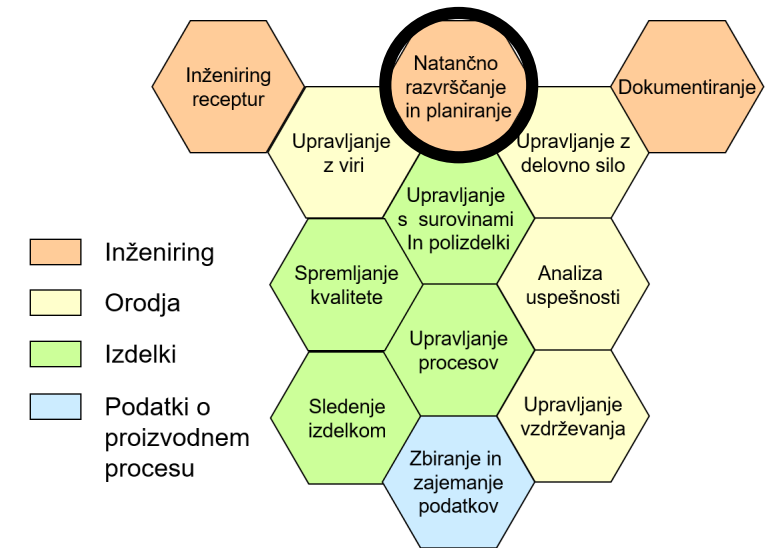 Inženiring
receptur
Natančno
razvrščanje
in planiranje
Dokumentiranje
Upravljanje
z viri
Upravljanje z
delovno silo
Upravljanje
s surovinami
In polizdelki
Spremljanje
kvalitete
Analiza
uspešnosti
Upravljanje
procesov
Sledenje
izdelkom
Upravljanje
vzdrževanja
Zbiranje in
zajemanje
podatkov
Inženiring
Orodja
Izdelki
Podatki o
proizvodnem
procesu